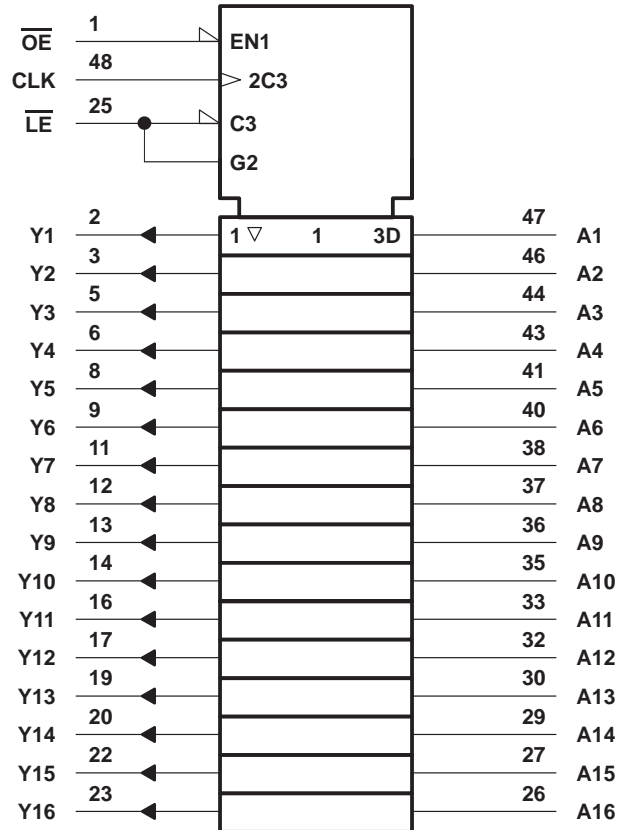 OE 1 EN1
CLK 48 2C3
LE 25 C3
G2
Y1 2 1 ▽ 1 3D 47 A1
Y2 3 46 A2
Y3 5 44 A3
Y4 6 43 A4
Y5 8 41 A5
Y6 9 40 A6
Y7 11 38 A7
Y8 12 37 A8
Y9 13 36 A9
Y10 14 35 A10
Y11 16 33 A11
Y12 17 32 A12
Y13 19 30 A13
Y14 20 29 A14
Y15 22 27 A15
Y16 23 26 A16